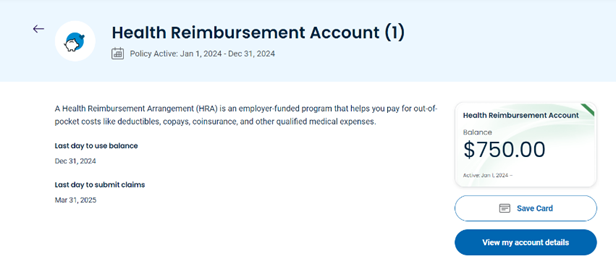 Health Reimbursement Account (1)
Policy Active: Jan 1, 2024 - Dec 31, 2024
A Health Reimbursement Arrangement (HRA) is an employer-funded program that helps you pay for out-of-
pocket costs like deductibles, copays, coinsurance, and other qualified medical expenses.
Last day to use balance
Dec 31, 2024
Last day to submit claims
Mar 31, 2025
Health Reimbursement Account
Balance
$750.00
Active: Jan 1, 2024 -
Save Card
View my account details